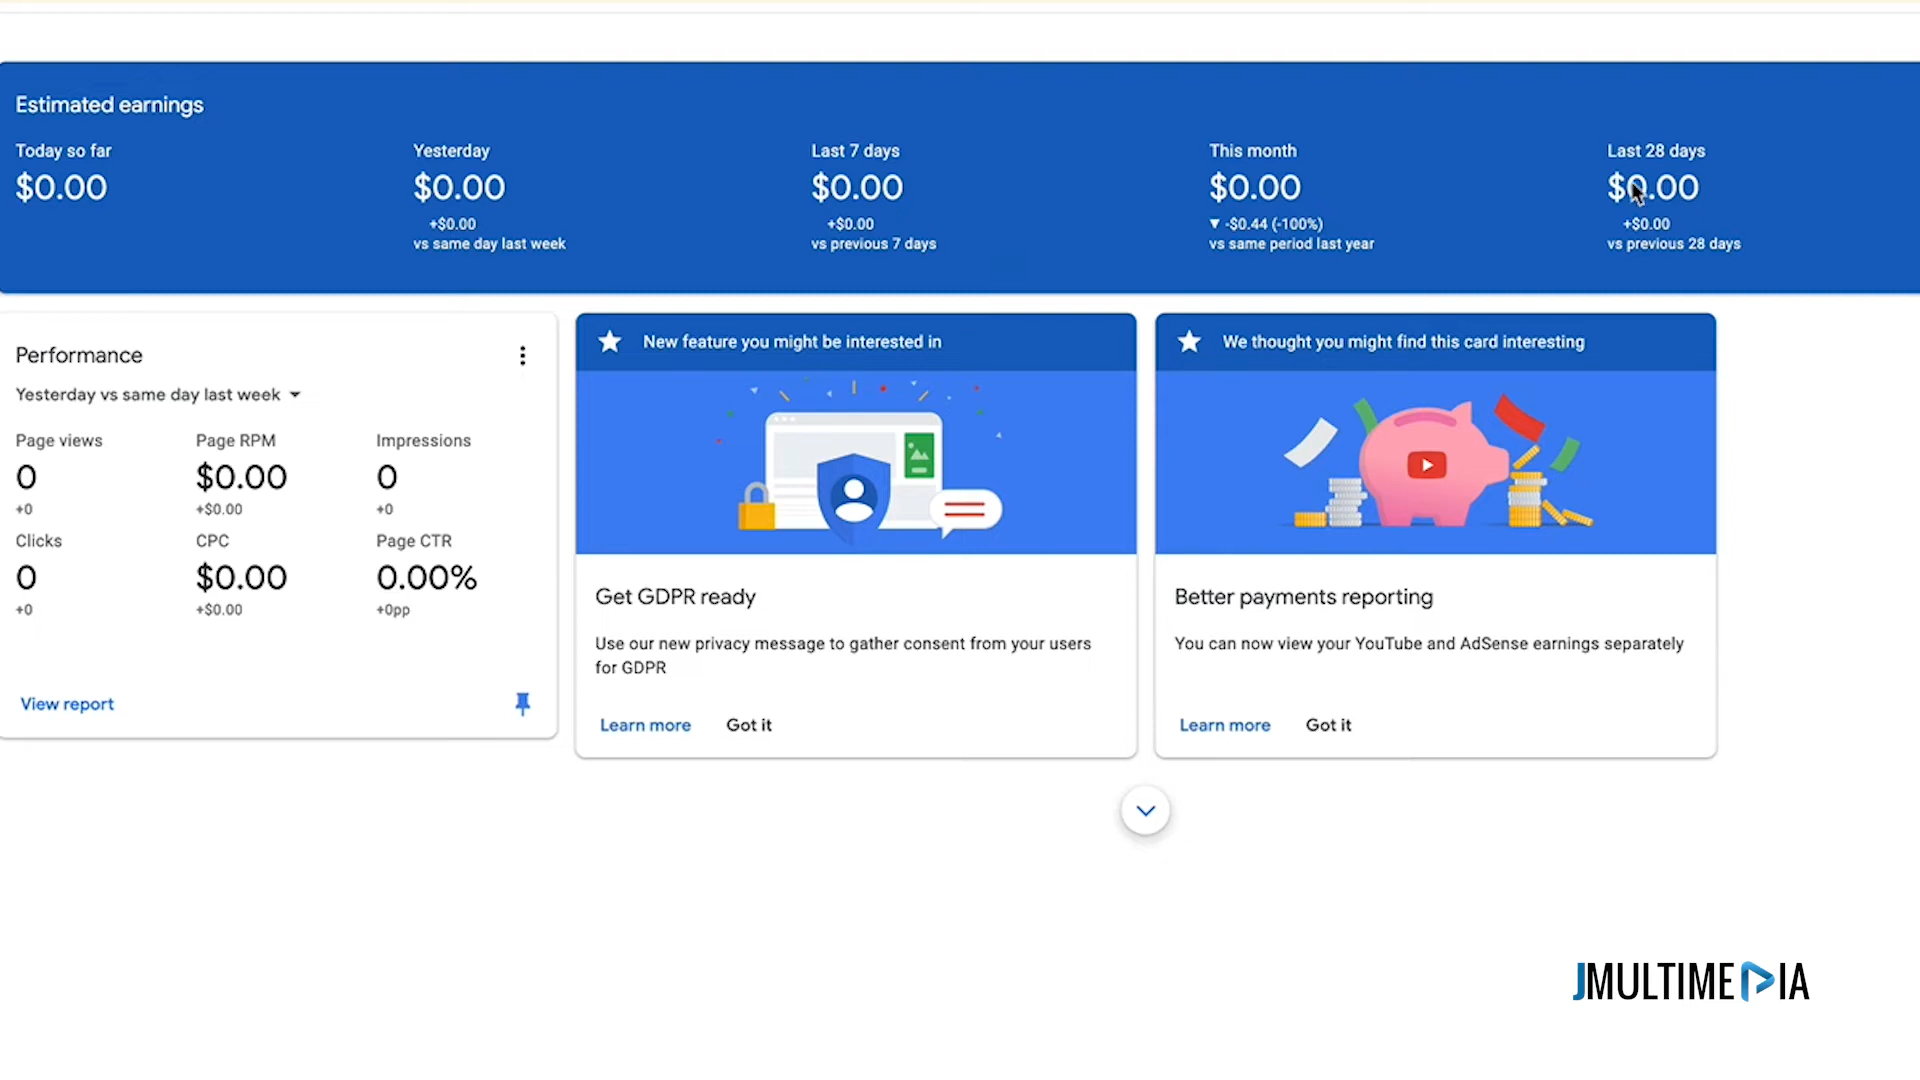 Estimated earnings
Today so far
$0.00
Yesterday
$0.00
+$0.00
vs same day last week
Last 7 days
$0.00
+$0.00
vs previous 7 days
This month
$0.00
▼ -$0.44 (-100%)
vs same period last year
Last 28 days
$0.00
+$0.00
vs previous 28 days
Performance
Yesterday vs same day last week
Page views
0
+0
Page RPM
$0.00
+$0.00
Impressions
0
+0
Clicks
0
+0
CPC
$0.00
+$0.00
Page CTR
0.00%
+0pp
View report
New feature you might be interested in
Get GDPR ready
Use our new privacy message to gather consent from your users
for GDPR
Learn more
Got it
We thought you might find this card interesting
Better payments reporting
You can now view your YouTube and AdSense earnings separately
Learn more
Got it
JMULTIMEDIA